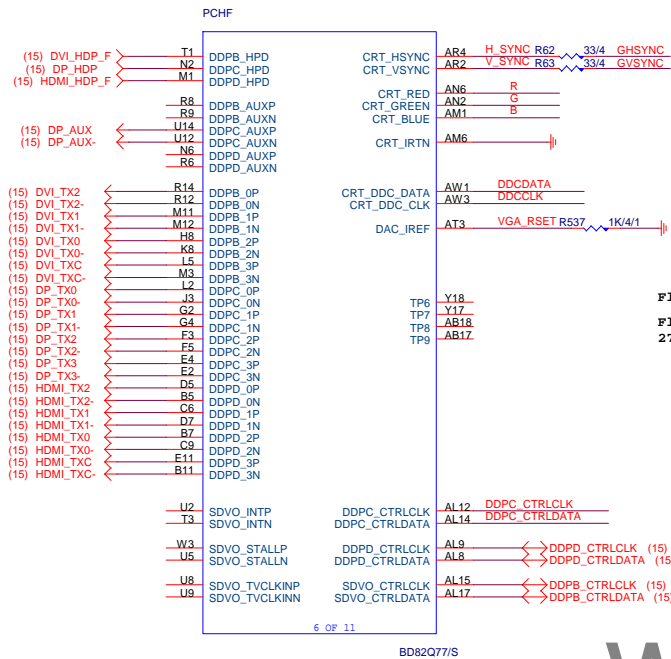 PCHF
(15) DVI_HDP_F T1 DDPB_HPD CRT_HSYNC AR4 H_SYNC R62 33/4 GHSYNC
(15) DP_HDP N2 DDPC_HPD CRT_VSYNC AR2 V_SYNC R63 33/4 GVSYNC
(15) HDMI_HDP_F M1 DDPD_HPD
CRT_RED AN6 R
R8 DDPB_AUXP CRT_GREEN AN2 G
R9 DDPB_AUXN CRT_BLUE AM1 B
(15) DP_AUX U14 DDPC_AUXP
(15) DP_AUX- U12 DDPC_AUXN CRT_IRTN AM6
N6 DDPD_AUXP
R6 DDPD_AUXN
(15) DVI_TX2 R14 DDPB_0P CRT_DDC_DATA AW1 DDCDATA
(15) DVI_TX2- R12 DDPB_0N CRT_DDC_CLK AW3 DDCCLK
(15) DVI_TX1 M11 DDPB_1P
(15) DVI_TX1- M12 DDPB_1N DAC_IREF AT3 VGA_RSET R537 1K/4/1
(15) DVI_TX0 H8 DDPB_2P
(15) DVI_TX0- K8 DDPB_2N
(15) DVI_TXC L5 DDPB_3P
(15) DVI_TXC- M3 DDPB_3N
(15) DP_TX0 L2 DDPC_0P
(15) DP_TX0- J3 DDPC_0N TP6 Y18
(15) DP_TX1 G2 DDPC_1P TP7 Y17
(15) DP_TX1- G4 DDPC_1N TP8 AB18
(15) DP_TX2 F3 DDPC_2P TP9 AB17 27
(15) DP_TX2- F5 DDPC_2N
(15) DP_TX3 E4 DDPC_3P
(15) DP_TX3- E2 DDPC_3N
(15) HDMI_TX2 D5 DDPD_0P
(15) HDMI_TX2- B5 DDPD_0N
(15) HDMI_TX1 C6 DDPD_1P
(15) HDMI_TX1- D7 DDPD_1N
(15) HDMI_TX0 B7 DDPD_2P
(15) HDMI_TX0- C9 DDPD_2N
(15) HDMI_TXC E11 DDPD_3P
(15) HDMI_TXC- B11 DDPD_3N
U2 SDVO_INTP DDPC_CTRLCLK AL12 DDPC_CTRLCLK
T3 SDVO_INTN DDPC_CTRLDATA AL14 DDPC_CTRLDATA
W3 SDVO_STALLP DDPD_CTRLCLK AL9 DDPD_CTRLCLK (15)
U5 SDVO_STALLN DDPD_CTRLDATA AL8 DDPD_CTRLDATA (15
U8 SDVO_TVCLKINP SDVO_CTRLCLK AL15 DDPB_CTRLCLK (15)
U9 SDVO_TVCLKINN SDVO_CTRLDATA AL17 DDPB_CTRLDATA (15)
6 OF 11
BD82Q77/S